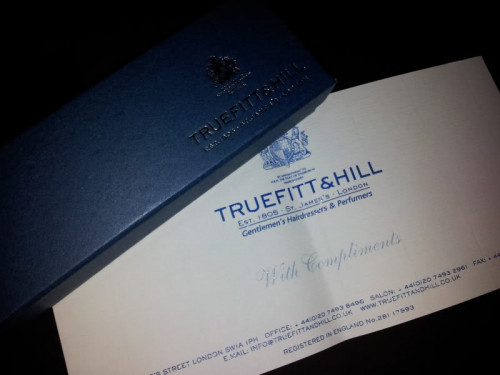 TRUEFITT&HILL
TRUEFITT&HILL
EST. 1805 - ST. JAMES'S - LONDON
Gentlemen's Hairdressers & Perfumers
With Compliments
STREET LONDON SW1A 1PH OFFICE: +44(0)20 7493 8496 SALON: +44(0)20 7493 2961 FAX: +44
E.MAIL: INFO@TRUEFITTANDHILL.CO.UK WWW.TRUEFITTANDHILL.CO.UK
REGISTERED IN ENGLAND No.281 17993